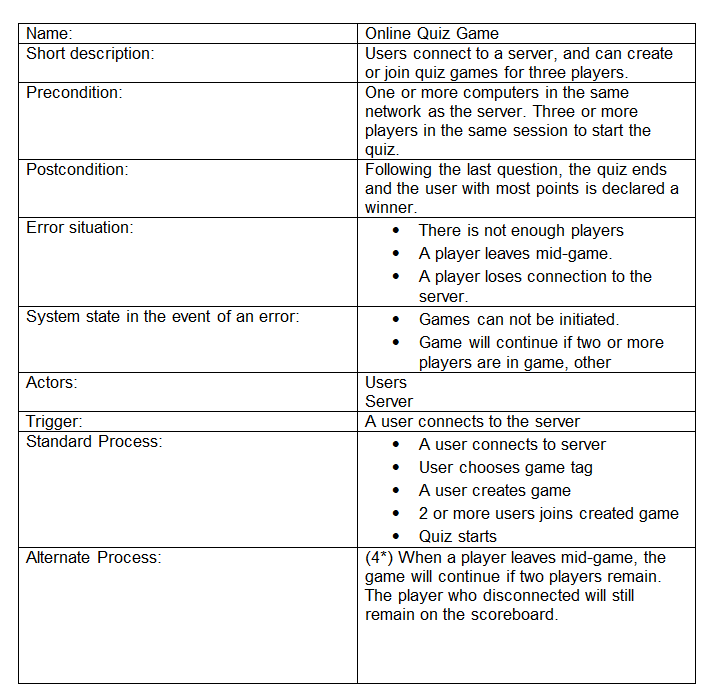 Name:
Online Quiz Game
Short description:
Users connect to a server, and can create
or join quiz games for three players.
Precondition:
One or more computers in the same
network as the server. Three or more
players in the same session to start the
quiz.
Postcondition:
Following the last question, the quiz ends
and the user with most points is declared a
winner.
Error situation:
• There is not enough players
• A player leaves mid-game.
• A player loses connection to the
server.
System state in the event of an error:
• Games can not be initiated.
• Game will continue if two or more
players are in game, other
Actors:
Users
Server
Trigger:
A user connects to the server
Standard Process:
• A user connects to server
• User chooses game tag
• A user creates game
• 2 or more users joins created game
• Quiz starts
Alternate Process:
(4*) When a player leaves mid-game, the
game will continue if two players remain.
The player who disconnected will still
remain on the scoreboard.